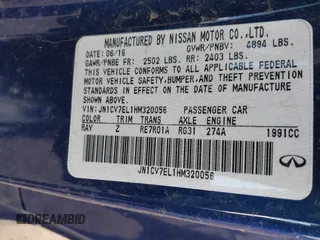 MANUFACTURED BY NISSAN MOTOR CO.,LTD.
06/16 GVWR/PNBV: 4894 LBS.
GAWR/PNBE FR: 2502 LBS. RR: 2403 LBS.
THIS VEHICLE CONFORMS TO ALL APPLICABLE FEDERAL
MOTOR VEHICLE SAFETY,BUMPER,AND THEFT PREVENTION
STANDARDS IN EFFECT ON THE DATE OF MANUFACTURE
SHOWN ABOVE.
VIN: JN1CV7EL1HM320056 PASSENGER CAR
COLOR TRIM TRANS AXLE ENGINE
RAY Z RE7R01A RG31 274A 1991CC
JN1CV7EL1HM320056
INFINITI
DREAMBID